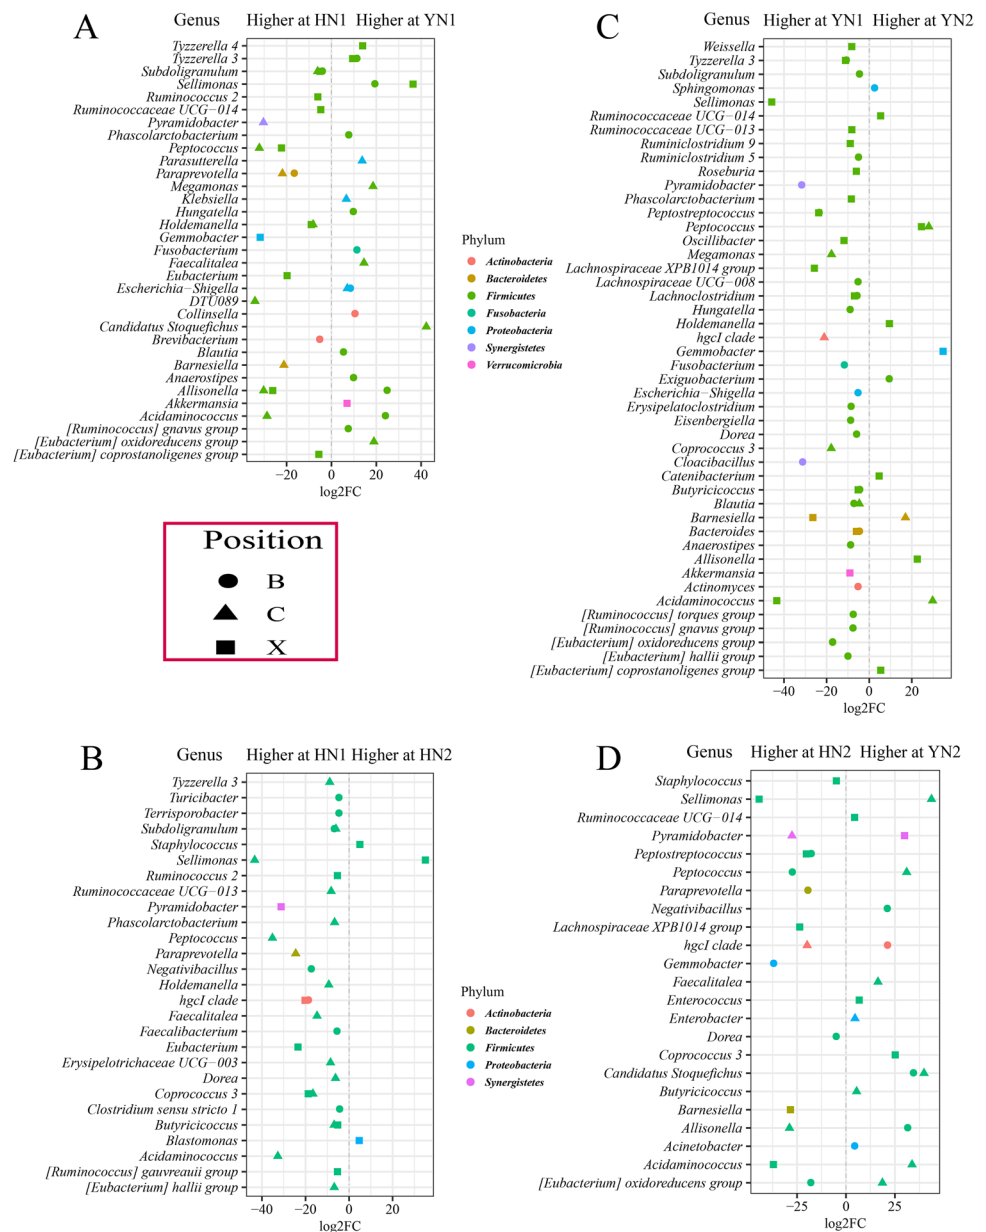 A
Genus Higher at HN1 Higher at YN1
Tyzzerella 4
Tyzzerella 3
Subdoligranulum
Sellimonas
Ruminococcus 2
Ruminococcaceae UCG−014
Pyramidobacter
Phascolarctobacterium
Peptococcus
Parasutterella
Paraprevotella
Megamonas
Klebsiella
Hungatella
Holdemanella
Gemmobacter
Fusobacterium
Faecalitalea
Eubacterium
Escherichia−Shigella
DTU089
Collinsella
Candidatus Stoquefichus
Brevibacterium
Blautia
Barnesiella
Anaerostipes
Allisonella
Akkermansia
Acidaminococcus
[Ruminococcus] gnavus group
[Eubacterium] oxidoreducens group
[Eubacterium] coprostanoligenes group
−20 0 20 40
log2FC
Phylum
Actinobacteria
Bacteroidetes
Firmicutes
Fusobacteria
Proteobacteria
Synergistetes
Verrucomicrobia
Position
B
C
X
C
Genus Higher at YN1 Higher at YN2
Weissella
Tyzzerella 3
Subdoligranulum
Sphingomonas
Sellimonas
Ruminococcaceae UCG−014
Ruminococcaceae UCG−013
Ruminiclostridium 9
Ruminiclostridium 5
Roseburia
Pyramidobacter
Phascolarctobacterium
Peptostreptococcus
Peptococcus
Oscillibacter
Megamonas
Lachnospiraceae XPB1014 group
Lachnospiraceae UCG−008
Lachnoclostridium
Hungatella
Holdemanella
hgcI clade
Gemmobacter
Fusobacterium
Exiguobacterium
Escherichia−Shigella
Erysipelatoclostridium
Eisenbergiella
Dorea
Coprococcus 3
Cloacibacillus
Catenibacterium
Butyricicoccus
Blautia
Barnesiella
Bacteroides
Anaerostipes
Allisonella
Akkermansia
Actinomyces
Acidaminococcus
[Ruminococcus] torques group
[Ruminococcus] gnavus group
[Eubacterium] oxidoreducens group
[Eubacterium] hallii group
[Eubacterium] coprostanoligenes group
−40 −20 0 20
log2FC
B
Genus Higher at HN1 Higher at HN2
Tyzzerella 3
Turicibacter
Terrisporobacter
Subdoligranulum
Staphylococcus
Sellimonas
Ruminococcus 2
Ruminococcaceae UCG−013
Pyramidobacter
Phascolarctobacterium
Peptococcus
Paraprevotella
Negativibacillus
Holdemanella
hgcI clade
Faecalitalea
Faecalibacterium
Eubacterium
Erysipelotrichaceae UCG−003
Dorea
Coprococcus 3
Clostridium sensu stricto 1
Butyricicoccus
Blastomonas
Acidaminococcus
[Ruminococcus] gauvreauii group
[Eubacterium] hallii group
−40 −20 0 20
log2FC
Phylum
Actinobacteria
Bacteroidetes
Firmicutes
Proteobacteria
Synergistetes
D
Genus Higher at HN2 Higher at YN2
Staphylococcus
Sellimonas
Ruminococcaceae UCG−014
Pyramidobacter
Peptostreptococcus
Peptococcus
Paraprevotella
Negativibacillus
Lachnospiraceae XPB1014 group
hgcI clade
Gemmobacter
Faecalitalea
Enterococcus
Enterobacter
Dorea
Coprococcus 3
Candidatus Stoquefichus
Butyricicoccus
Barnesiella
Allisonella
Acinetobacter
Acidaminococcus
[Eubacterium] oxidoreducens group
−25 0 25
log2FC